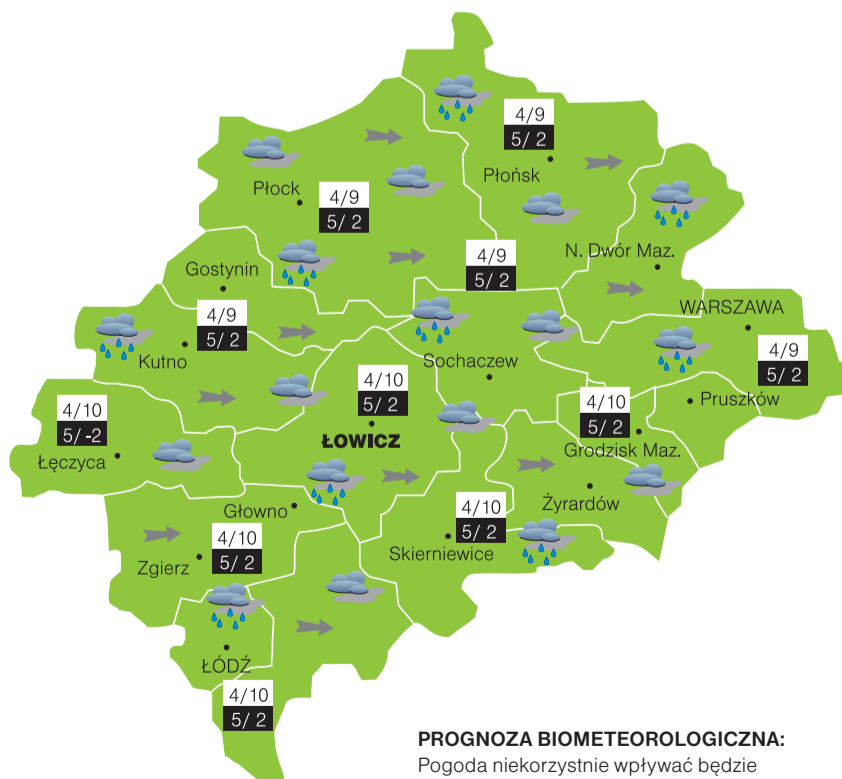 4/9
5/ 2
Płońsk
Płock
4/9
5/ 2
4/9
5/ 2
N. Dwór Maz.
Gostynin
4/9
5/ 2
Kutno
WARSZAWA
4/9
5/ 2
Sochaczew
4/10
5/ 2
ŁOWICZ
Pruszków
4/10
5/ 2
Grodzisk Maz.
4/10
5/ -2
Łęczyca
Głowno
Żyrardów
4/10
5/ 2
Skierniewice
4/10
5/ 2
Zgierz
ŁÓDŹ
4/10
5/ 2
PROGNOZA BIOMETEOROLOGICZNA:
Pogoda niekorzystnie wpływać będzie